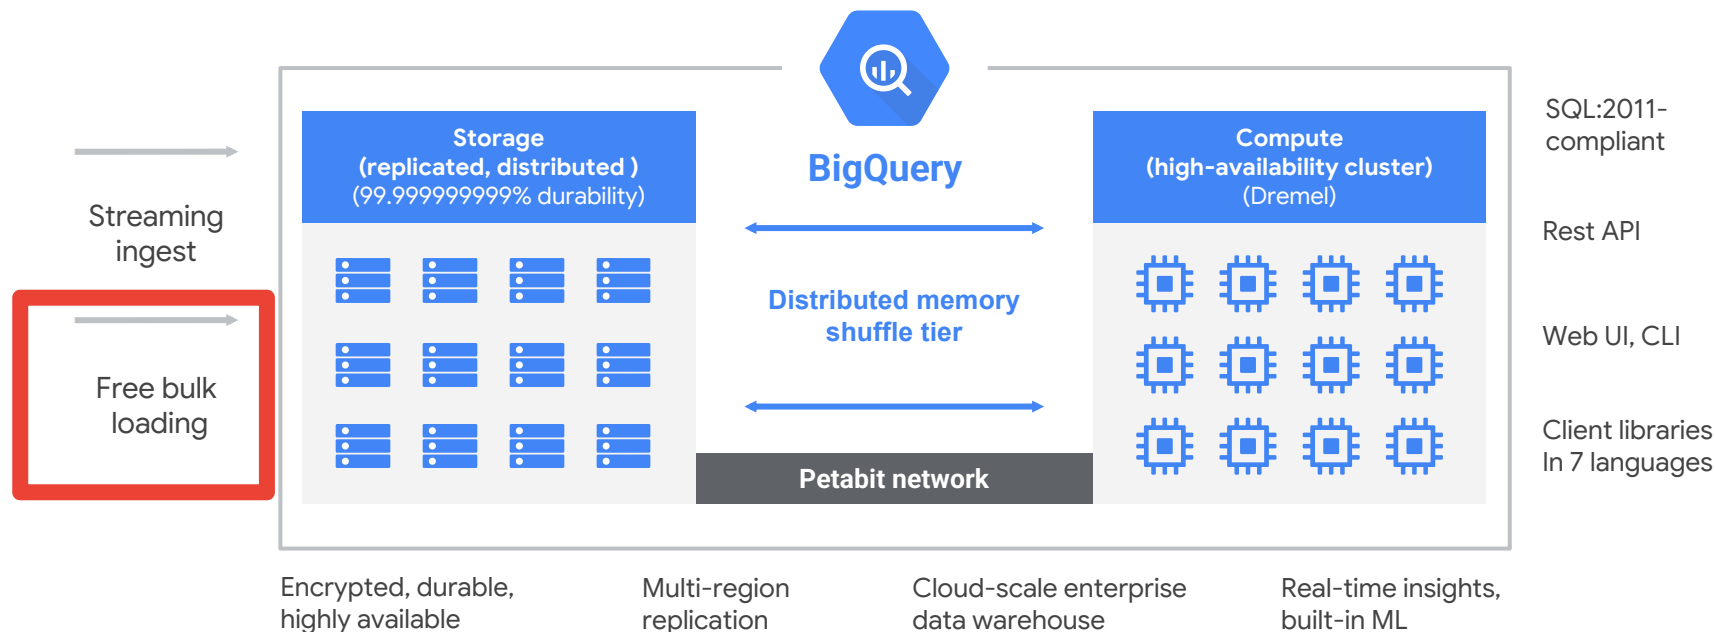 Streaming
ingest
Free bulk
loading
Storage
(replicated, distributed )
(99.999999999% durability)
BigQuery
Distributed memory
shuffle tier
Petabit network
Compute
(high-availability cluster)
(Dremel)
SQL:2011-
compliant
Rest API
Web UI, CLI
Client libraries
In 7 languages
Encrypted, durable,
highly available
Multi-region
replication
Cloud-scale enterprise
data warehouse
Real-time insights,
built-in ML